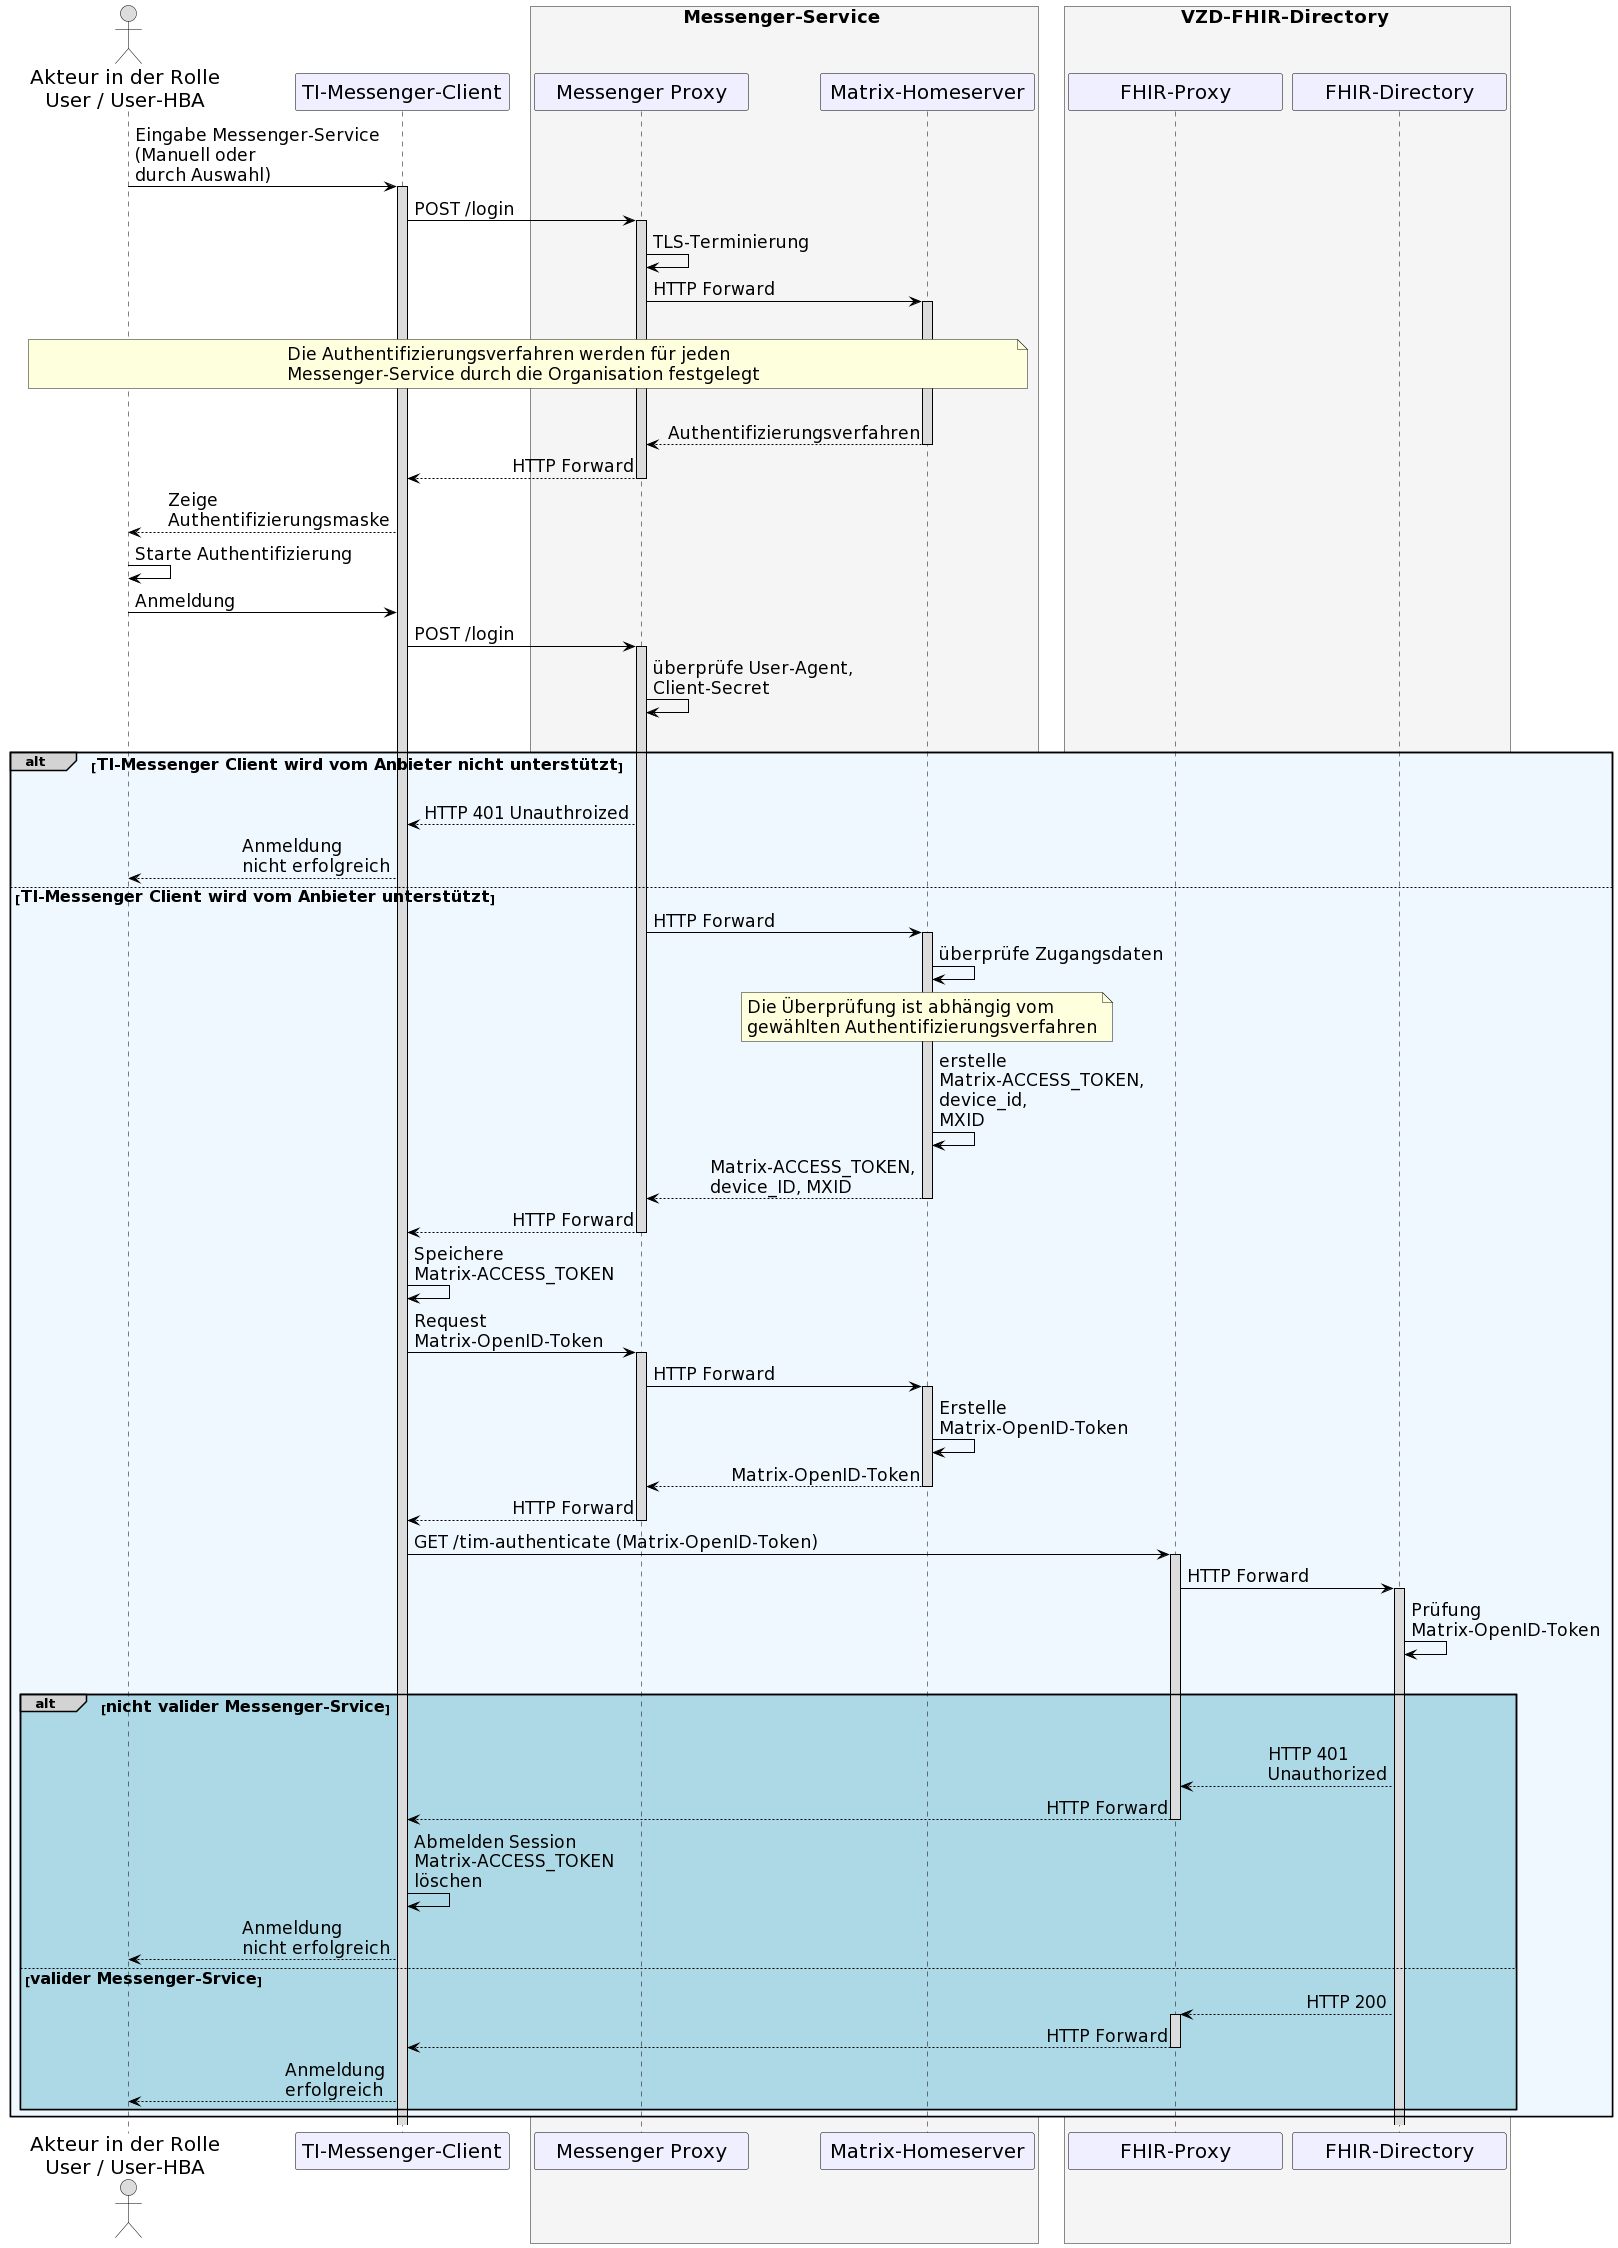 Messenger-Service
VZD-FHIR-Directory
Akteur in der Rolle
User / User-HBA
TI-Messenger-Client
Messenger Proxy
Matrix-Homeserver
FHIR-Proxy
FHIR-Directory
Eingabe Messenger-Service
(Manuell oder
durch Auswahl)
POST /login
TLS-Terminierung
HTTP Forward
Die Authentifizierungsverfahren werden für jeden
Messenger-Service durch die Organisation festgelegt
Authentifizierungsverfahren
HTTP Forward
Zeige
Authentifizierungsmaske
Starte Authentifizierung
Anmeldung
POST /login
überprüfe User-Agent,
Client-Secret
alt
[TI-Messenger Client wird vom Anbieter nicht unterstützt]
HTTP 401 Unauthroized
Anmeldung
nicht erfolgreich
[TI-Messenger Client wird vom Anbieter unterstützt]
HTTP Forward
überprüfe Zugangsdaten
Die Überprüfung ist abhängig vom
gewählten Authentifizierungsverfahren
erstelle
Matrix-ACCESS_TOKEN,
device_id,
MXID
Matrix-ACCESS_TOKEN,
device_ID, MXID
HTTP Forward
Speichere
Matrix-ACCESS_TOKEN
Request
Matrix-OpenID-Token
HTTP Forward
Erstelle
Matrix-OpenID-Token
Matrix-OpenID-Token
HTTP Forward
GET /tim-authenticate (Matrix-OpenID-Token)
HTTP Forward
Prüfung
Matrix-OpenID-Token
alt
[nicht valider Messenger-Srvice]
HTTP 401
Unauthorized
HTTP Forward
Abmelden Session
Matrix-ACCESS_TOKEN
löschen
Anmeldung
nicht erfolgreich
[valider Messenger-Srvice]
HTTP 200
HTTP Forward
Anmeldung
erfolgreich
Akteur in der Rolle
User / User-HBA
TI-Messenger-Client
Messenger Proxy
Matrix-Homeserver
FHIR-Proxy
FHIR-Directory